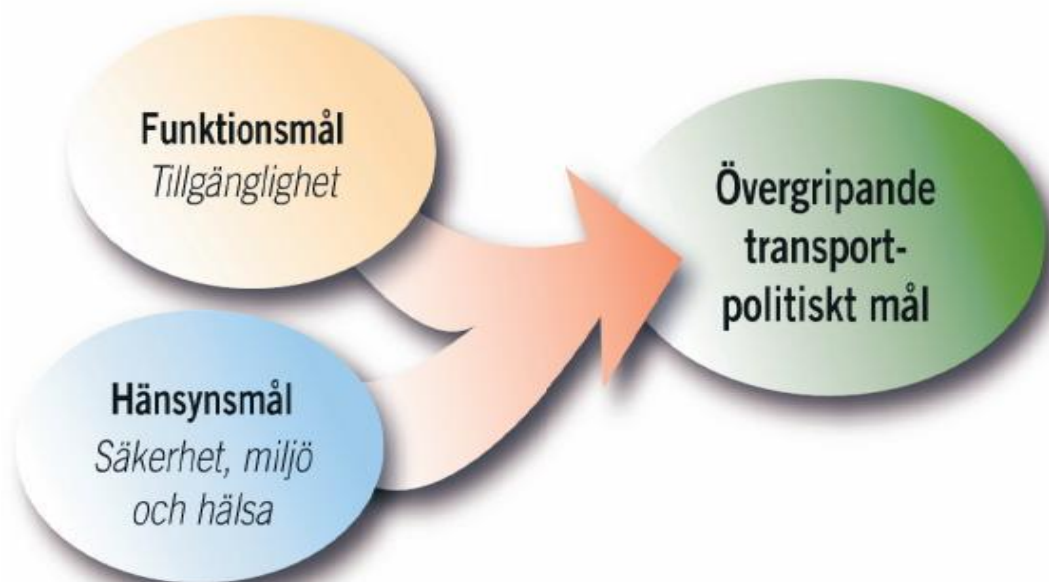 Funktionsmål
Tillgänglighet
Övergripande
transport-
politiskt mål
Hänsynsmål
Säkerhet, miljö
och hälsa